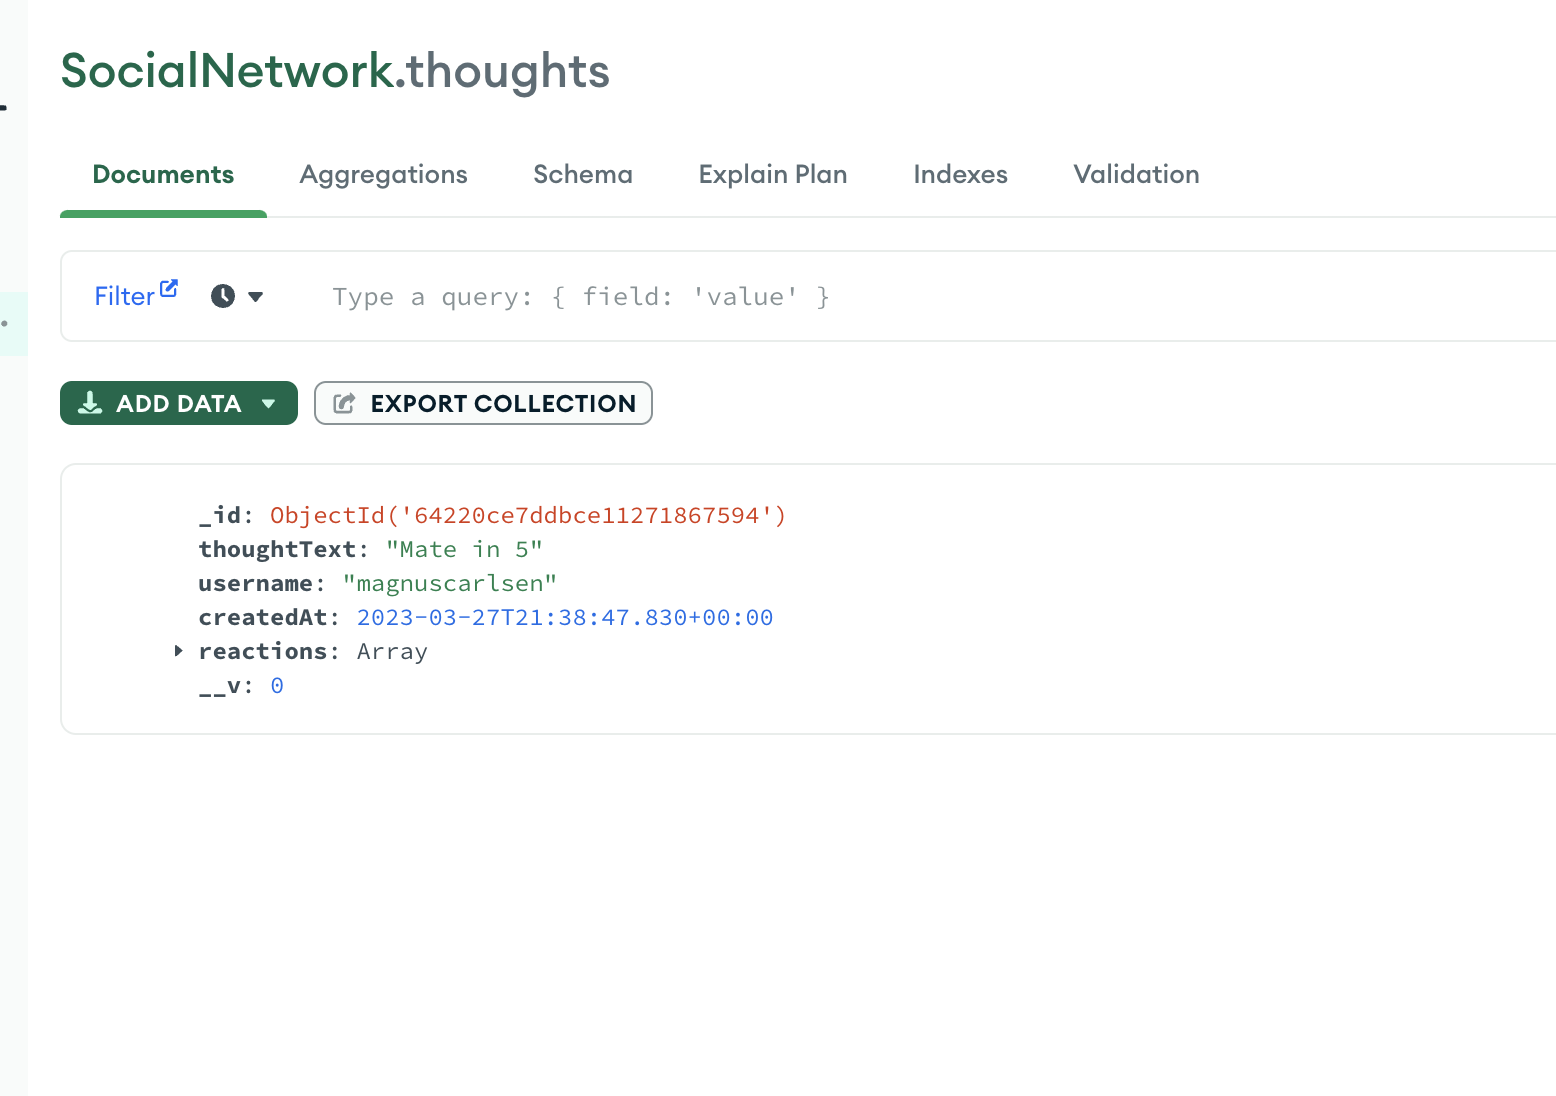 SocialNetwork.thoughts
Documents Aggregations Schema Explain Plan Indexes Validation
Filter Type a query: { field: 'value' }
ADD DATA EXPORT COLLECTION
_id: ObjectId('64220ce7ddbce11271867594')
thoughtText: "Mate in 5"
username: "magnuscarlsen"
createdAt: 2023-03-27T21:38:47.830+00:00
reactions: Array
__v: 0